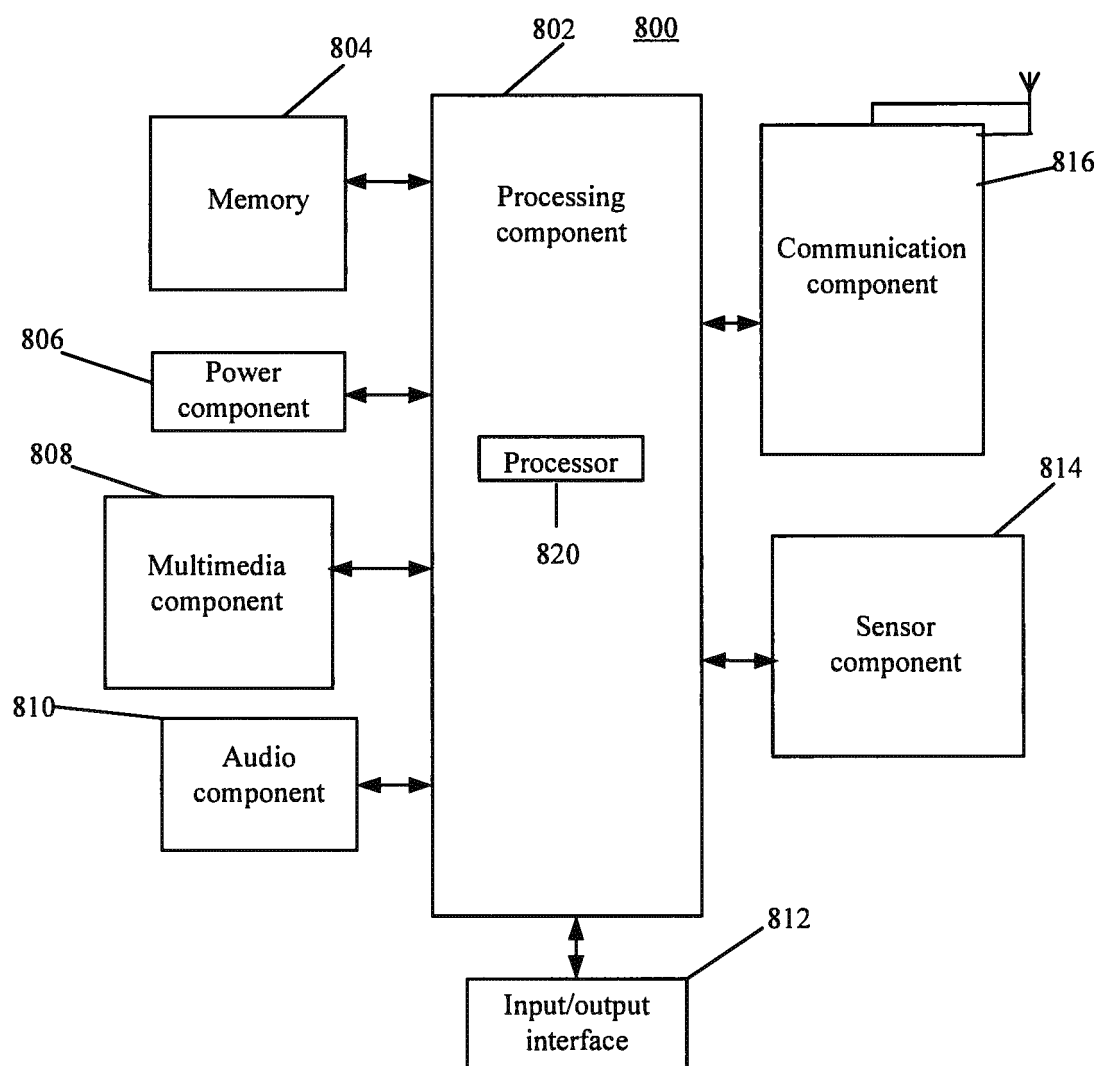 802
800
804
Memory
Processing
component
816
Communication
component
806
Power
component
808
Processor
820
814
Multimedia
component
Sensor
component
810
Audio
component
812
Input/output
interface